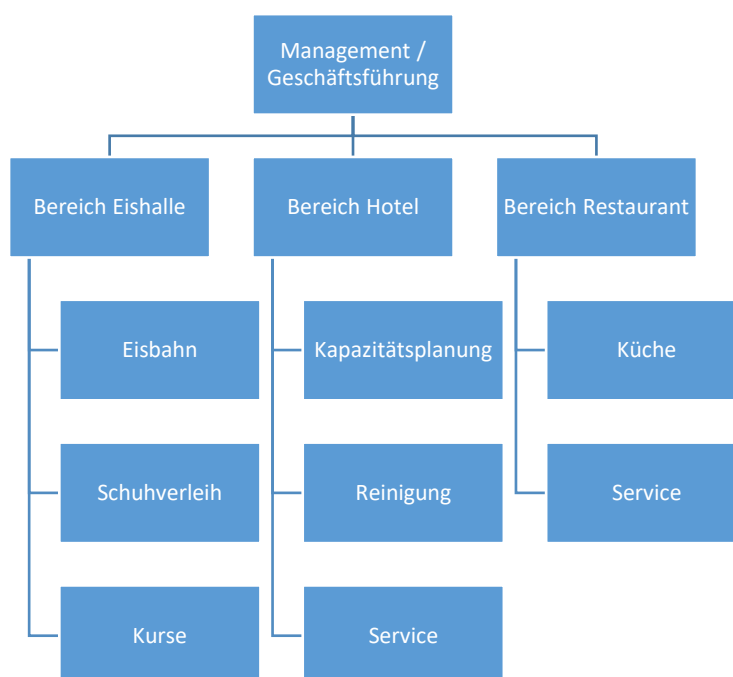 Management /
Geschäftsführung
Bereich Eishalle
Bereich Hotel
Bereich Restaurant
Eisbahn
Kapazitätsplanung
Küche
Schuhverleih
Reinigung
Service
Kurse
Service